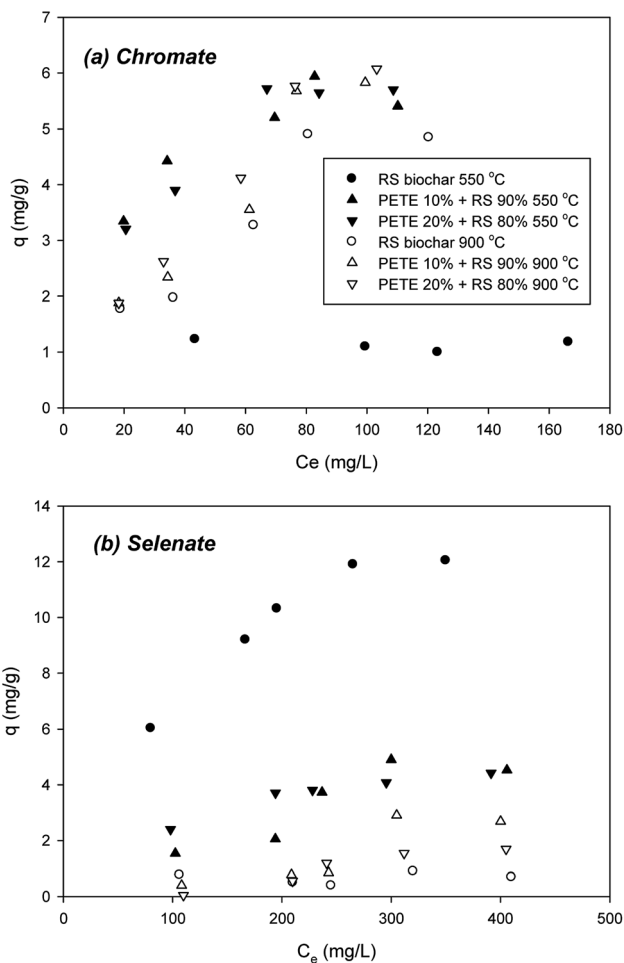 (a) Chromate
7
6
5
4
3
2
1
0
q (mg/g)
RS biochar 550 °C
PETE 10% + RS 90% 550 °C
PETE 20% + RS 80% 550 °C
RS biochar 900 °C
PETE 10% + RS 90% 900 °C
PETE 20% + RS 80% 900 °C
0 20 40 60 80 100 120 140 160 180
Ce (mg/L)
(b) Selenate
14
12
10
8
6
4
2
0
q (mg/g)
0 100 200 300 400 500
Cₑ (mg/L)